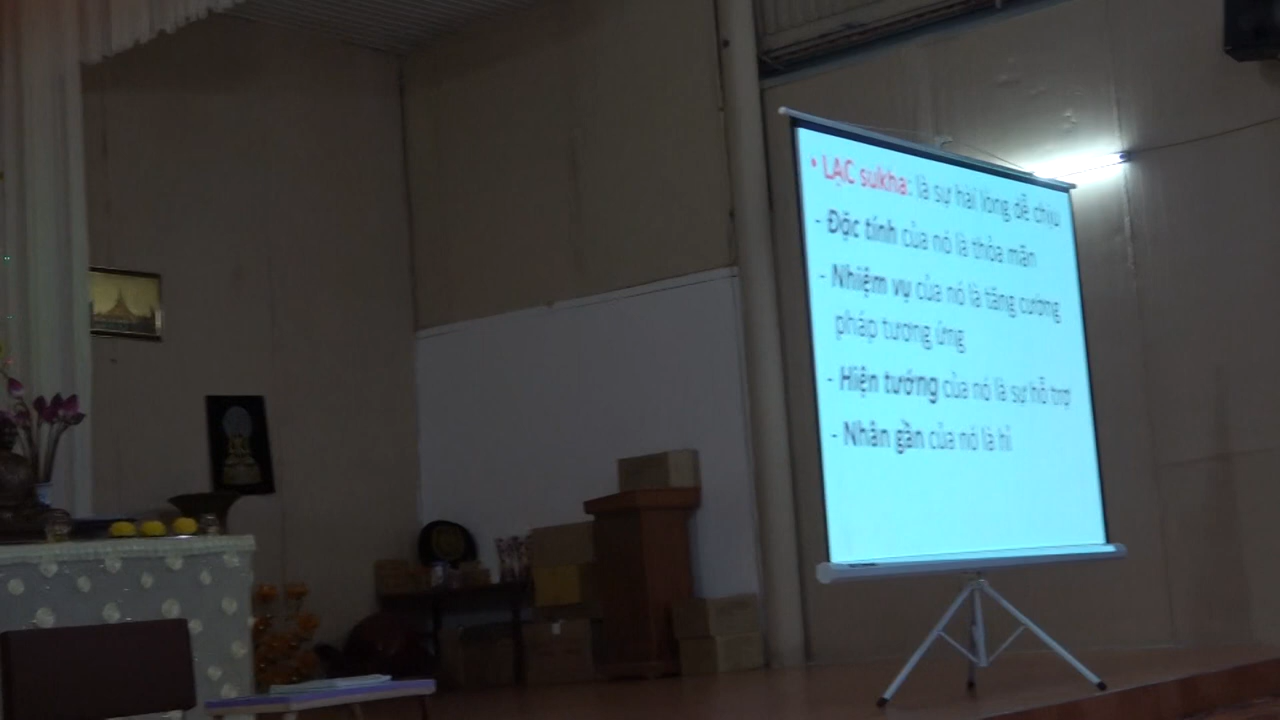 • LẠC sukha: là sự hài lòng dễ chịu
- Đặc tính của nó là thỏa mãn
- Nhiệm vụ của nó là tăng cường
pháp tương ứng
- Hiện tướng của nó là sự hỗ trợ
- Nhân gần của nó là hỉ